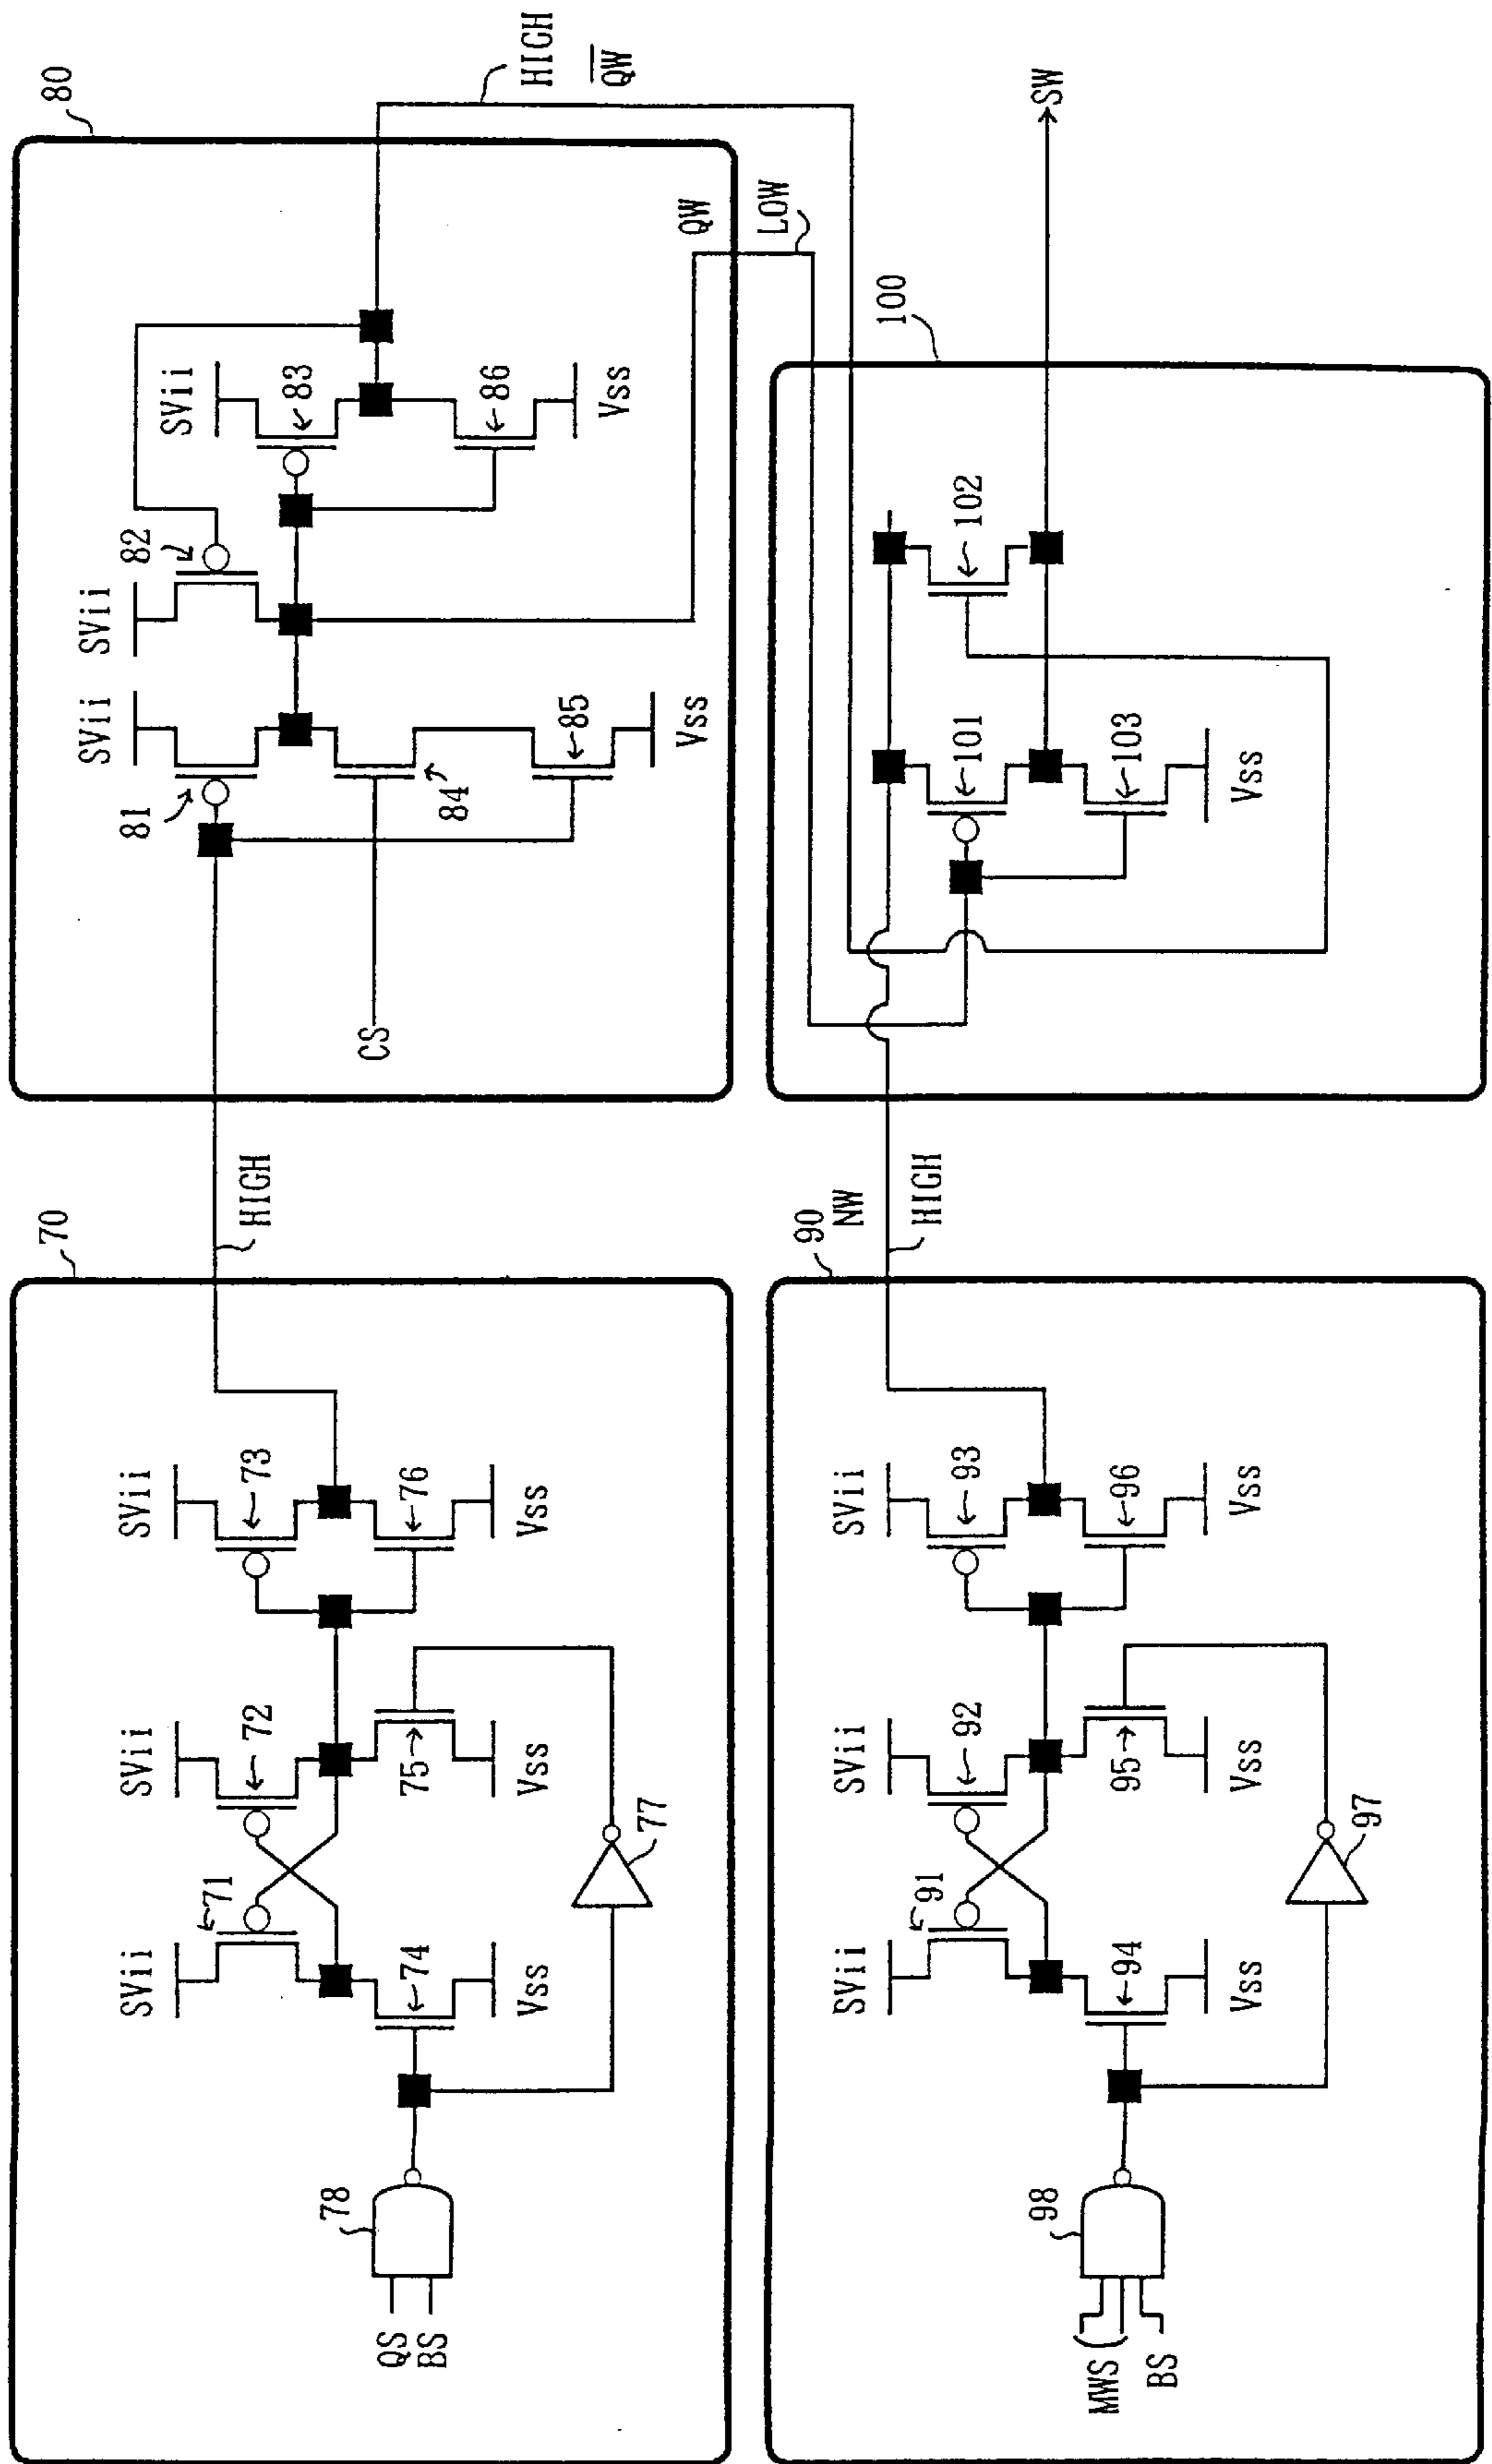 70
SVii
SVii
SVii
71
72
73
74
75
76
Vss
Vss
Vss
77
78
QS
BS
HIGH
80
SVii
SVii
SVii
81
82
83
84
85
86
CS
Vss
Vss
HIGH
Q̅W̅
QW
LOW
90
NW
HIGH
SVii
SVii
SVii
91
92
93
94
95
96
Vss
Vss
Vss
97
98
MWS
BS
100
101
102
103
Vss
SW